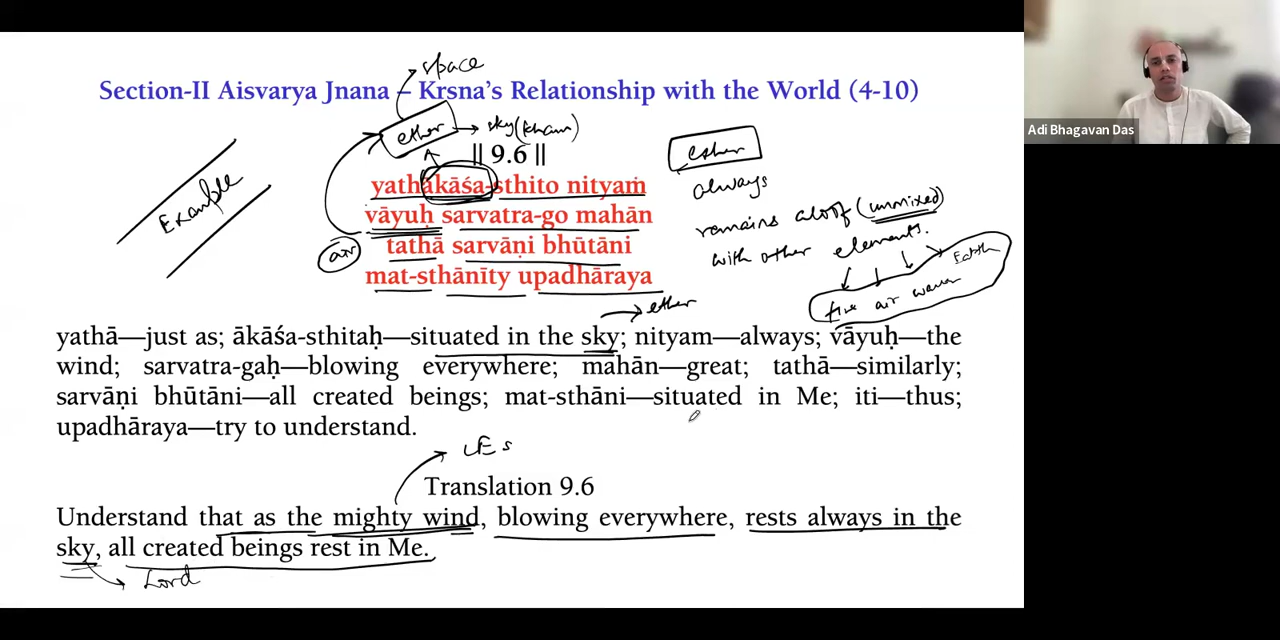 space
Section-II Aisvarya Jnana – Krsna's Relationship with the World (4-10)
ether → sky (kham)
|| 9.6 ||
Example
yathākāśa-sthito nityaṁ
vāyuḥ sarvatra-go mahān
tathā sarvāṇi bhūtāni
mat-sthānīty upadhāraya
air
ether
always
remains aloof (unmixed)
with other elements.
Earth
fire air water
→ ether
yathā—just as; ākāśa-sthitaḥ—situated in the sky; nityam—always; vāyuḥ—the
wind; sarvatra-gaḥ—blowing everywhere; mahān—great; tathā—similarly;
sarvāṇi bhūtāni—all created beings; mat-sthāni—situated in Me; iti—thus;
upadhāraya—try to understand.
LEs
Translation 9.6
Understand that as the mighty wind, blowing everywhere, rests always in the
sky, all created beings rest in Me.
Lord
Adi Bhagavan Das